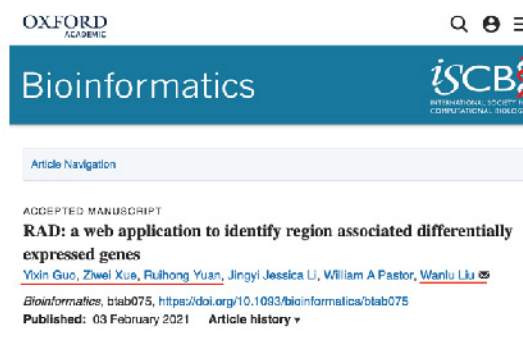 OXFORD
ACADEMIC
Bioinformatics
iSCB
INTERNATIONAL SOCIETY
COMPUTATIONAL BIOLOG
Article Navigation
ACCEPTED MANUSCRIPT
RAD: a web application to identify region associated differentially
expressed genes
Yixin Guo, Ziwei Xue, Ruihong Yuan, Jingyi Jessica Li, William A Pastor, Wanlu Liu
Bioinformatics, btab075, https://doi.org/10.1093/bioinformatics/btab075
Published: 03 February 2021 Article history